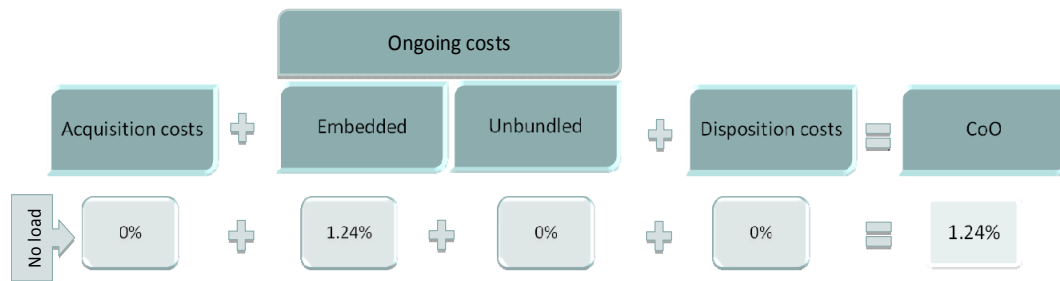 Ongoing costs
Acquisition costs
Embedded
Unbundled
Disposition costs
CoO
No load
0%
1.24%
0%
0%
1.24%